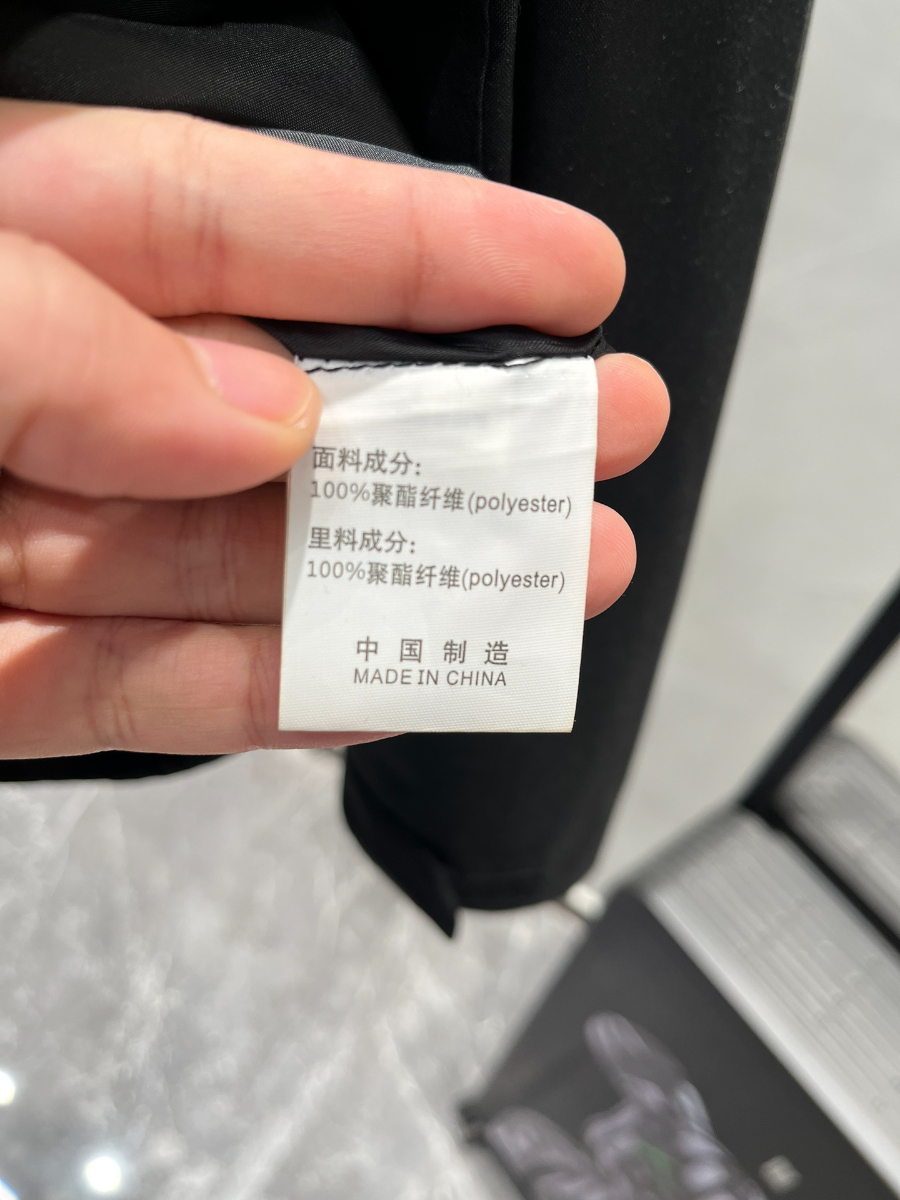 面料成分:
100%聚酯纤维(polyester)
里料成分:
100%聚酯纤维(polyester)
中国制造
MADE IN CHINA